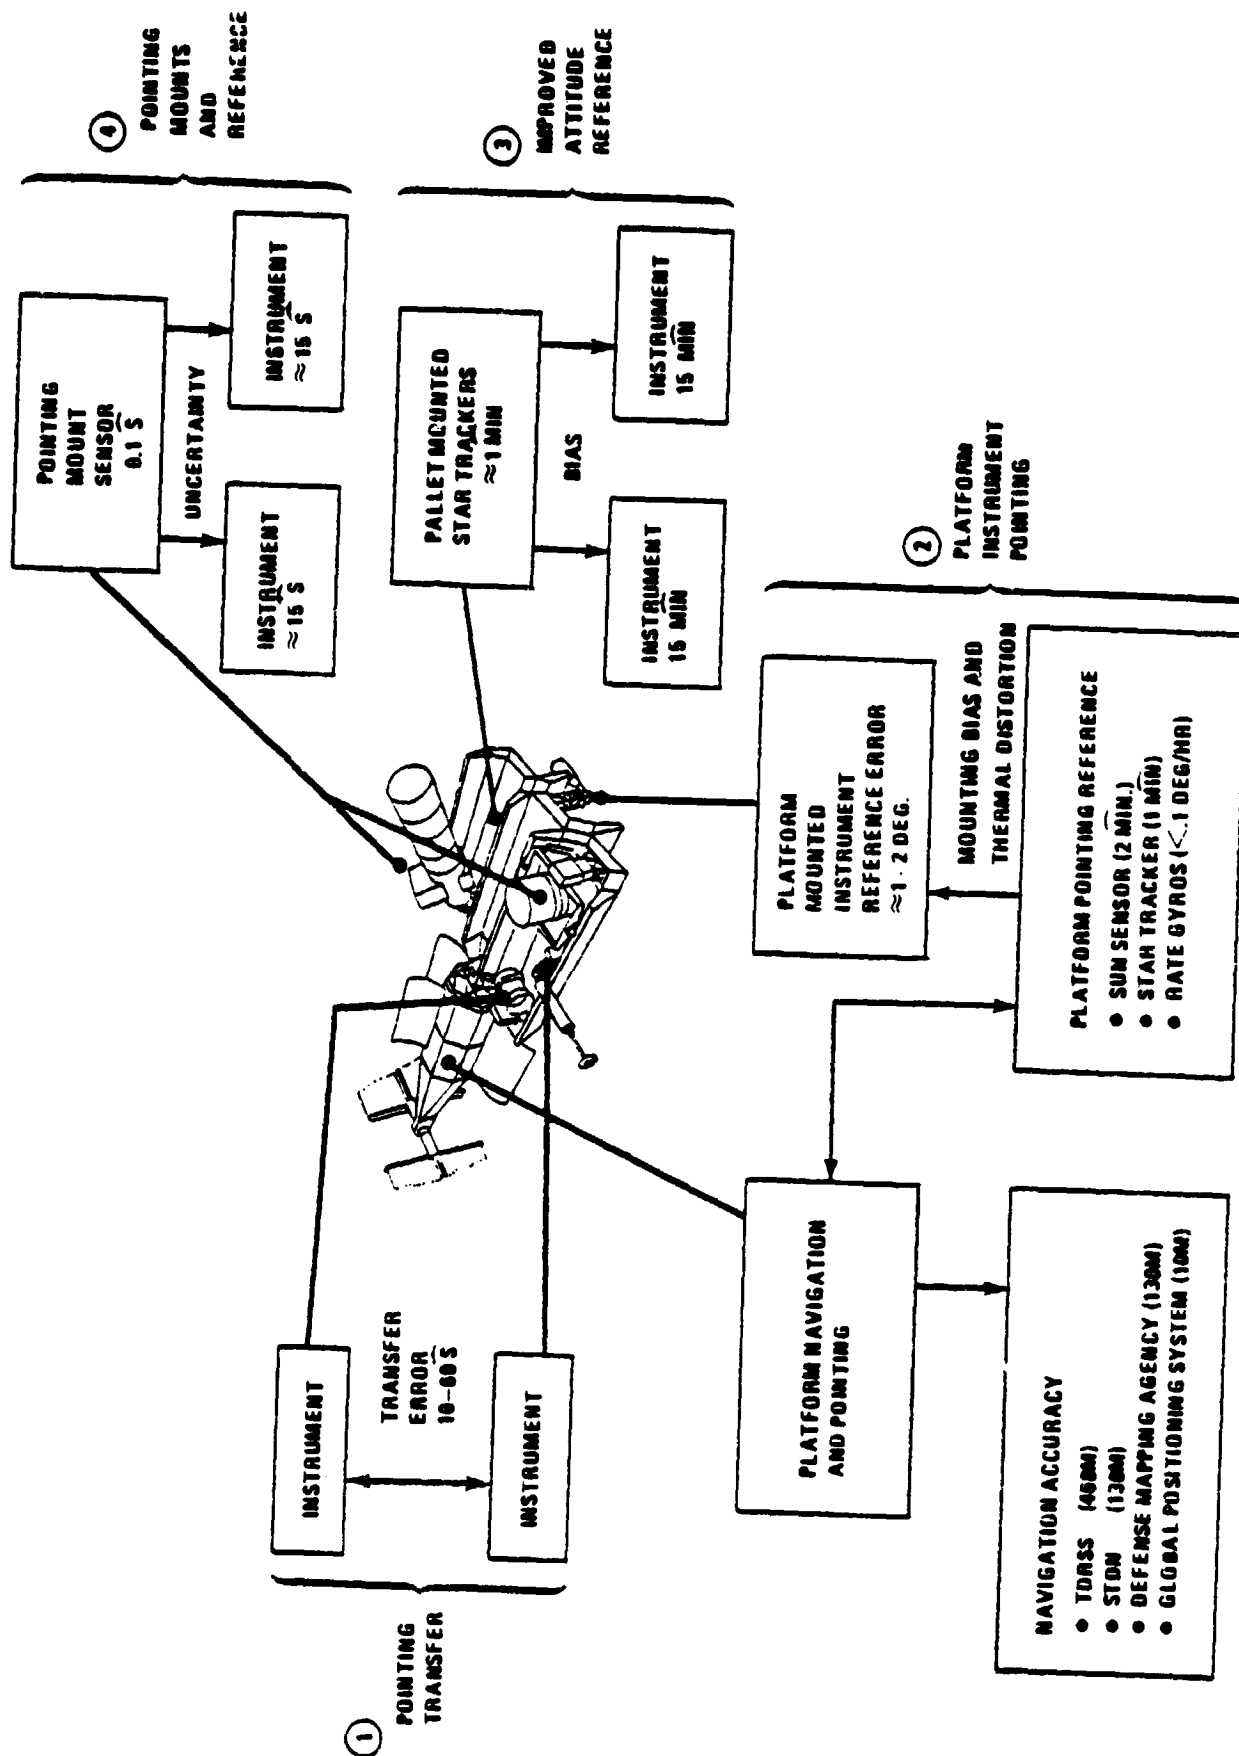 ①
POINTING
TRANSFER
INSTRUMENT
TRANSFER
ERROR
10-60 S
INSTRUMENT
④
POINTING
MOUNTS
AND
REFERENCE
POINTING
MOUNT
SENSOR
0.1 S
UNCERTAINTY
INSTRUMENT
≈15 S
INSTRUMENT
≈15 S
③
IMPROVED
ATTITUDE
REFERENCE
PALLET MOUNTED
STAR TRACKERS
≈1 MIN
BIAS
INSTRUMENT
15 MIN
INSTRUMENT
15 MIN
②
PLATFORM
INSTRUMENT
POINTING
PLATFORM
MOUNTED
INSTRUMENT
REFERENCE ERROR
≈1-2 DEG.
MOUNTING BIAS AND
THERMAL DISTORTION
PLATFORM POINTING REFERENCE
● SUN SENSOR (2 MIN.)
● STAR TRACKER (1 MIN)
● RATE GYROS (<.1 DEG/HR)
PLATFORM NAVIGATION
AND POINTING
NAVIGATION ACCURACY
● TDRSS (460M)
● STDN (130M)
● DEFENSE MAPPING AGENCY (130M)
● GLOBAL POSITIONING SYSTEM (10M)